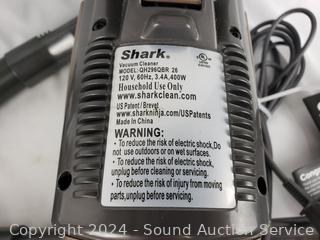 Shark®
Vacuum Cleaner
MODEL:QH296QBR 26
120 V, 60Hz, 3.4A,400W
Household Use Only
www.sharkclean.com
US Patent / Brevet
www.sharkninja.com/USPatents
WARNING:
• To reduce the risk of electric shock,Do
not use outdoors or on wet surfaces.
• To reduce the risk of electric shock,
unplug before cleaning or servicing.
• To reduce the risk of injury from moving
parts,unplug before servicing.
Copyright 2024 - Sound Auction Service